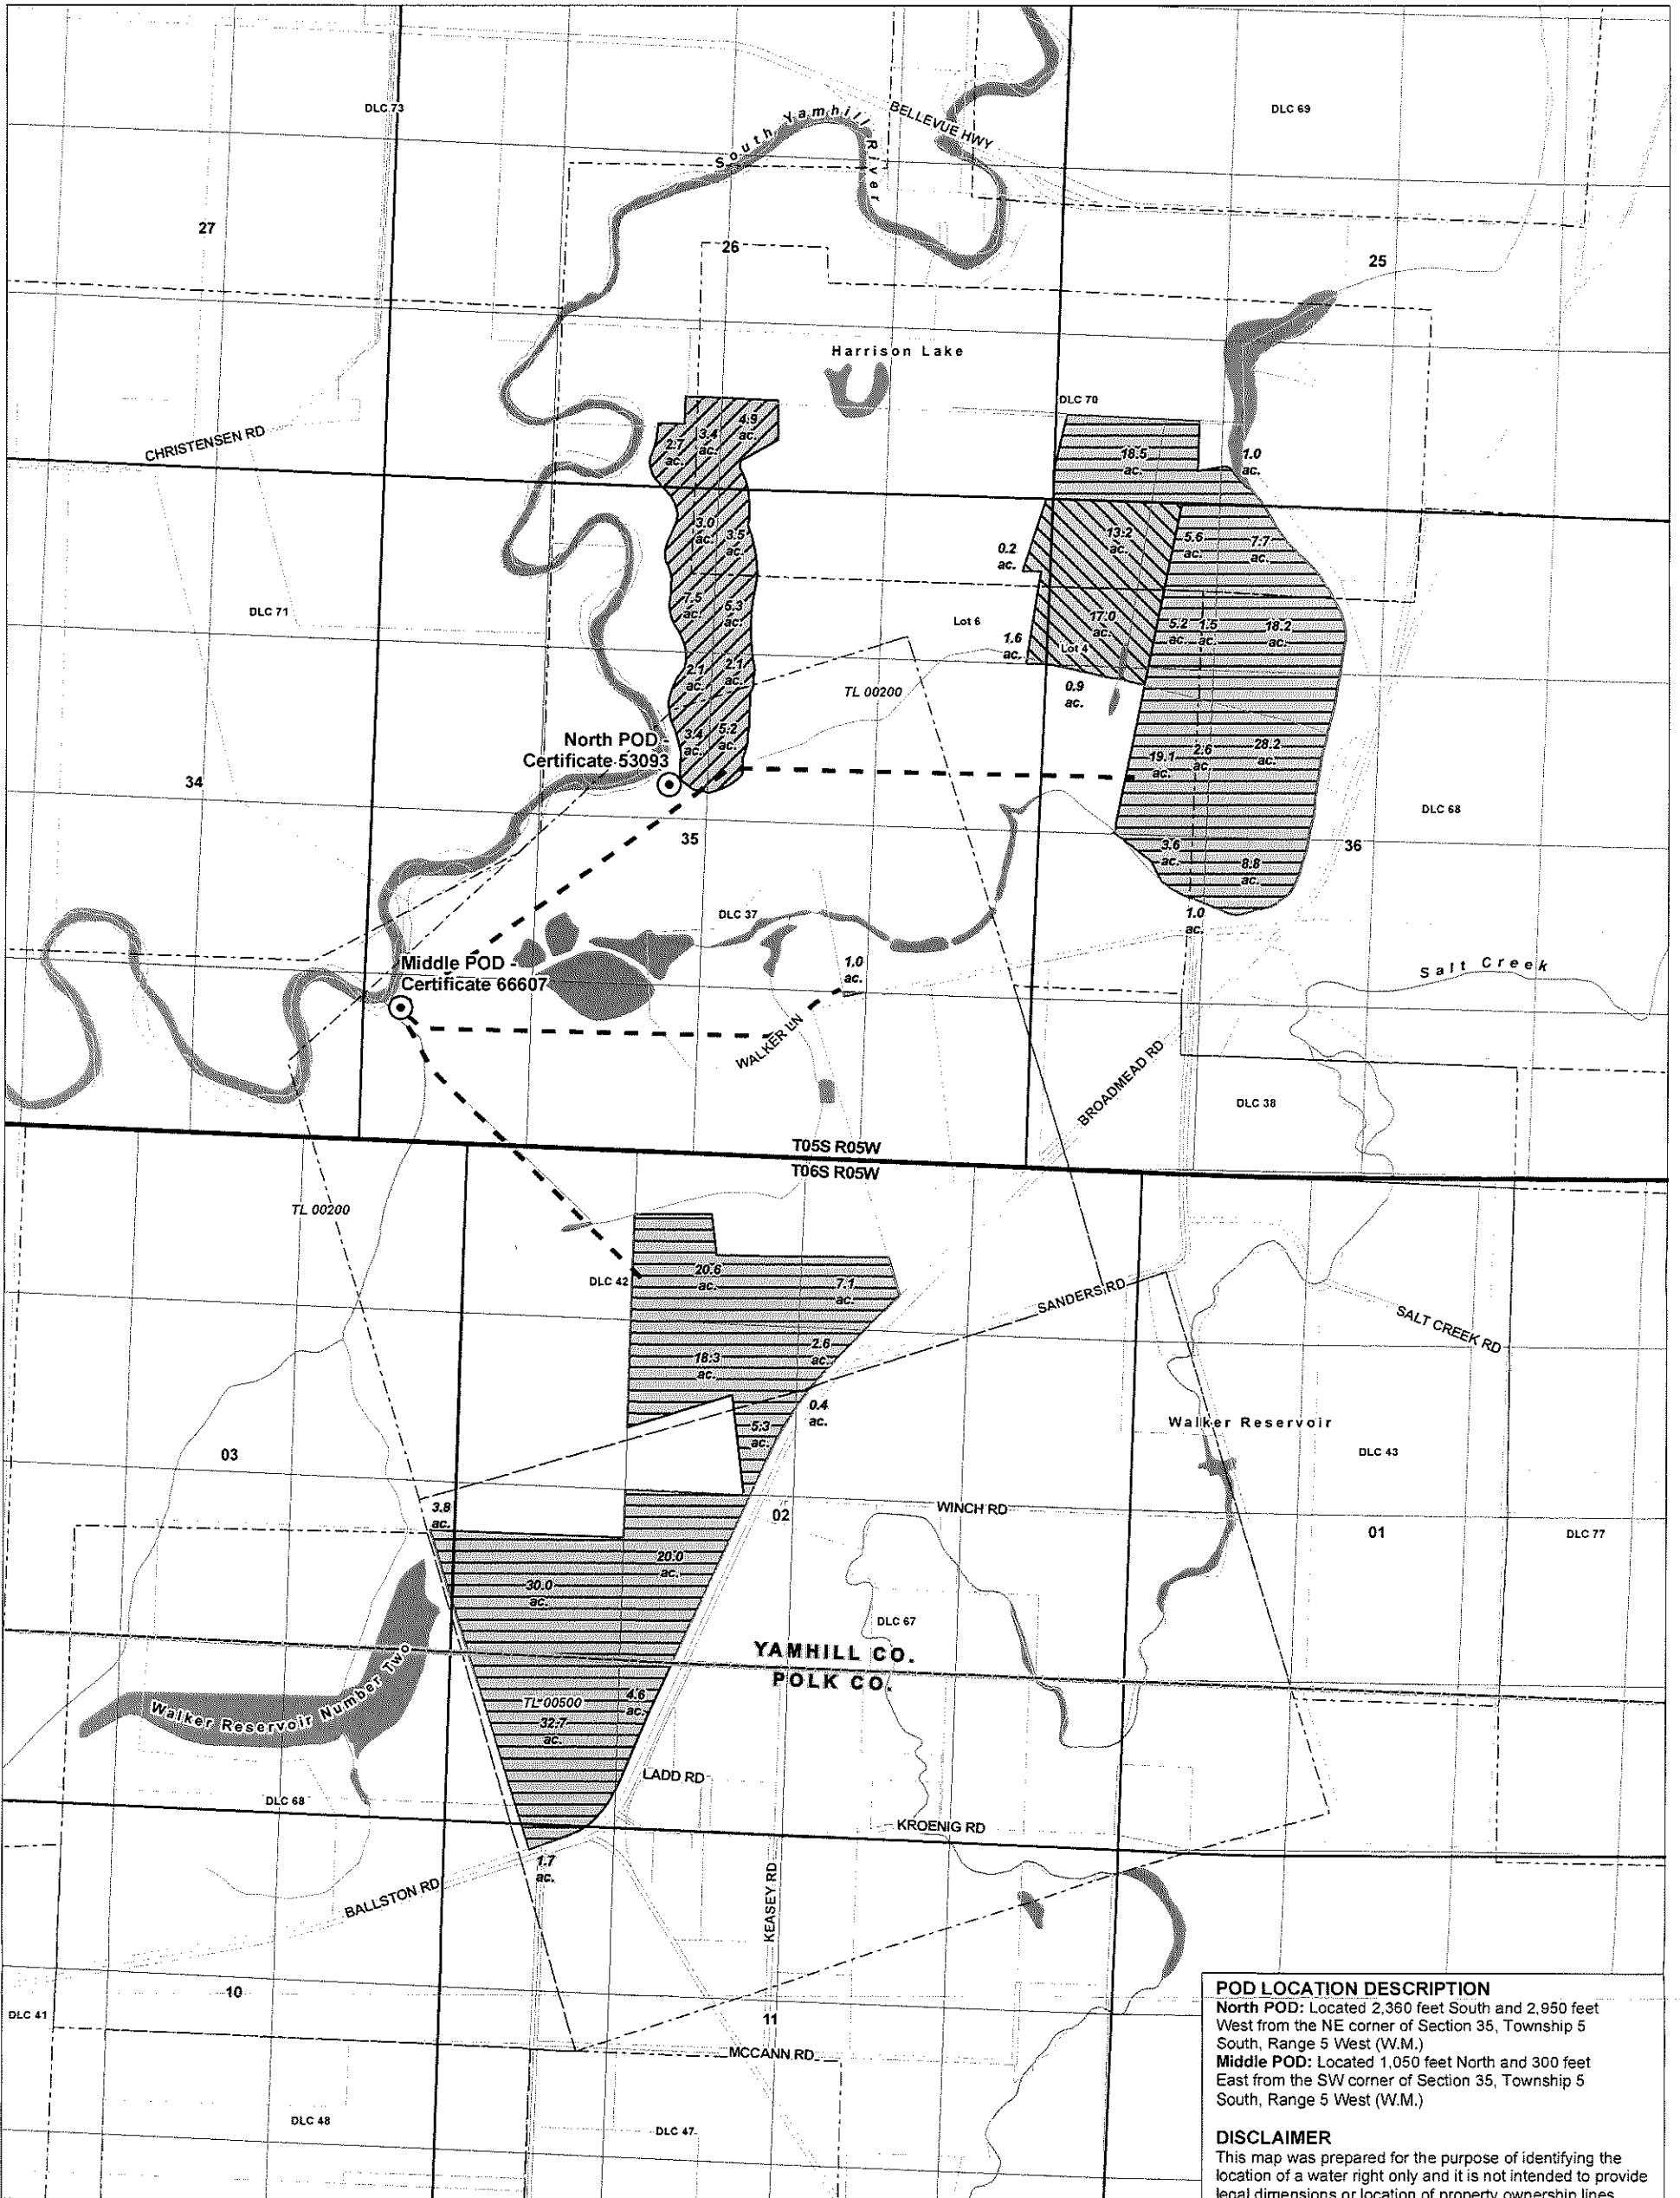 DLC 73
South Yamhill River
BELLEVUE HWY
DLC 69
27
26
25
Harrison Lake
DLC 70
CHRISTENSEN RD
4.9
ac.
3.4
ac.
2.7
ac.
18.5
ac.
1.0
ac.
3.0
ac.
3.5
ac.
0.2
ac.
13.2
ac.
5.6
ac.
7.7
ac.
DLC 71
7.5
ac.
5.3
ac.
Lot 6
1.6
ac.
17.0
ac.
Lot 4
5.2
ac.
1.5
ac.
18.2
ac.
2.1
ac.
2.1
ac.
TL 00200
0.9
ac.
3.4
ac.
5.2
ac.
North POD -
Certificate 53093
19.1
ac.
2.6
ac.
28.2
ac.
34
35
DLC 68
36
3.6
ac.
8.8
ac.
DLC 37
1.0
ac.
Middle POD -
Certificate 66607
1.0
ac.
Salt Creek
WALKER LN
BROADMEAD RD
DLC 38
T05S R05W
T06S R05W
TL 00200
DLC 42
20.6
ac.
7.1
ac.
SANDERS RD
SALT CREEK RD
2.6
ac.
18.3
ac.
0.4
ac.
5.3
ac.
Walker Reservoir
DLC 43
03
3.8
ac.
02
WINCH RD
01
DLC 77
20.0
ac.
30.0
ac.
DLC 67
YAMHILL CO.
POLK CO.
Walker Reservoir Number Two
TL 00500
32.7
ac.
4.6
ac.
LADD RD
DLC 68
KROENIG RD
1.7
ac.
BALLSTON RD
KEASEY RD
10
DLC 41
11
MCCANN RD
DLC 48
DLC 47
POD LOCATION DESCRIPTION
North POD: Located 2,360 feet South and 2,950 feet
West from the NE corner of Section 35, Township 5
South, Range 5 West (W.M.)
Middle POD: Located 1,050 feet North and 300 feet
East from the SW corner of Section 35, Township 5
South, Range 5 West (W.M.)
DISCLAIMER
This map was prepared for the purpose of identifying the
location of a water right only and it is not intended to provide
legal dimensions or location of property ownership lines